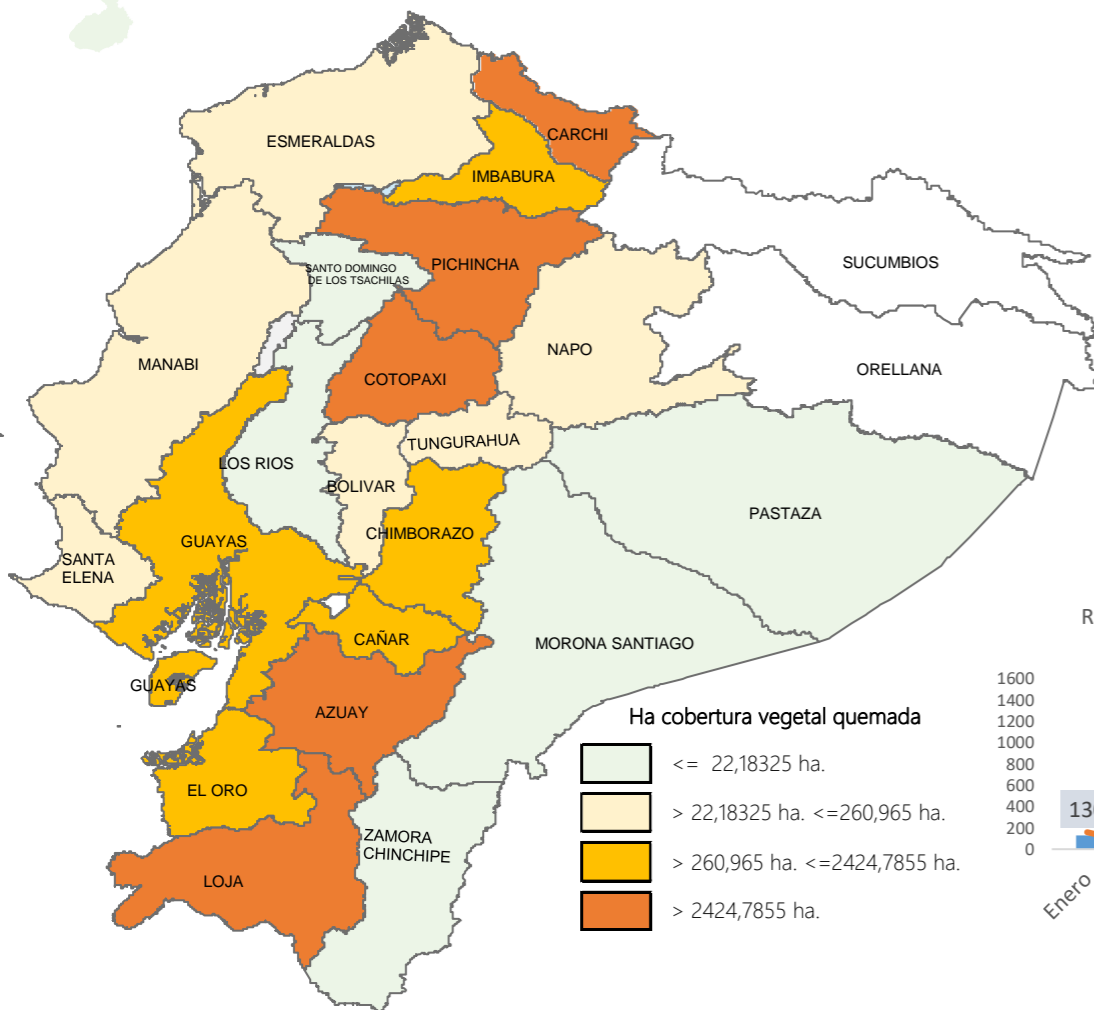 ESMERALDAS
CARCHI
IMBABURA
PICHINCHA
SUCUMBIOS
SANTO DOMINGO
DE LOS TSACHILAS
NAPO
MANABI
ORELLANA
COTOPAXI
TUNGURAHUA
LOS RIOS
BOLIVAR
PASTAZA
CHIMBORAZO
GUAYAS
SANTA
ELENA
CAÑAR
MORONA SANTIAGO
GUAYAS
AZUAY
EL ORO
ZAMORA
CHINCHIPE
LOJA
Ha cobertura vegetal quemada
<= 22,18325 ha.
> 22,18325 ha. <=260,965 ha.
> 260,965 ha. <=2424,7855 ha.
> 2424,7855 ha.
R
1600
1400
1200
1000
800
600
400
200
0
Enero